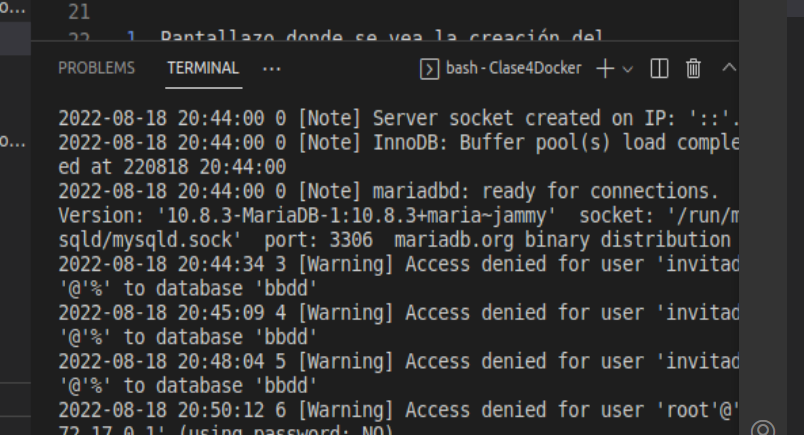 o...
21
22 1 Pantallazo donde se vea la creación del
PROBLEMS TERMINAL ··· bash - Clase4Docker
2022-08-18 20:44:00 0 [Note] Server socket created on IP: '::'.
o...
2022-08-18 20:44:00 0 [Note] InnoDB: Buffer pool(s) load comple
ed at 220818 20:44:00
2022-08-18 20:44:00 0 [Note] mariadbd: ready for connections.
Version: '10.8.3-MariaDB-1:10.8.3+maria~jammy'  socket: '/run/m
sqld/mysqld.sock'  port: 3306  mariadb.org binary distribution
2022-08-18 20:44:34 3 [Warning] Access denied for user 'invitad
'@'%' to database 'bbdd'
2022-08-18 20:45:09 4 [Warning] Access denied for user 'invitad
'@'%' to database 'bbdd'
2022-08-18 20:48:04 5 [Warning] Access denied for user 'invitad
'@'%' to database 'bbdd'
2022-08-18 20:50:12 6 [Warning] Access denied for user 'root'@'
72.17.0.1' (using password: NO)